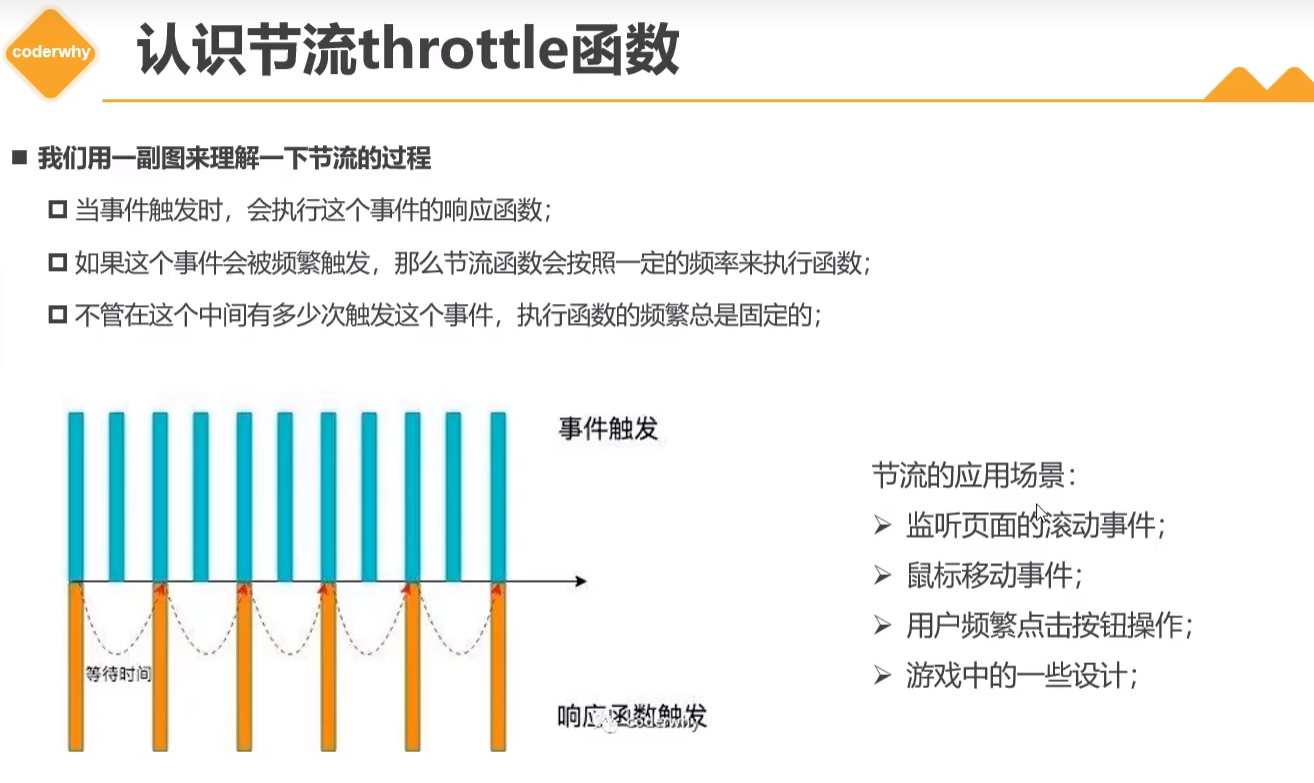 coderwhy
认识节流throttle函数
我们用一副图来理解一下节流的过程
当事件触发时，会执行这个事件的响应函数；
如果这个事件会被频繁触发，那么节流函数会按照一定的频率来执行函数；
不管在这个中间有多少次触发这个事件，执行函数的频繁总是固定的；
事件触发
等待时间
响应函数触发
coderwhy
节流的应用场景：
监听页面的滚动事件；
鼠标移动事件；
用户频繁点击按钮操作；
游戏中的一些设计；